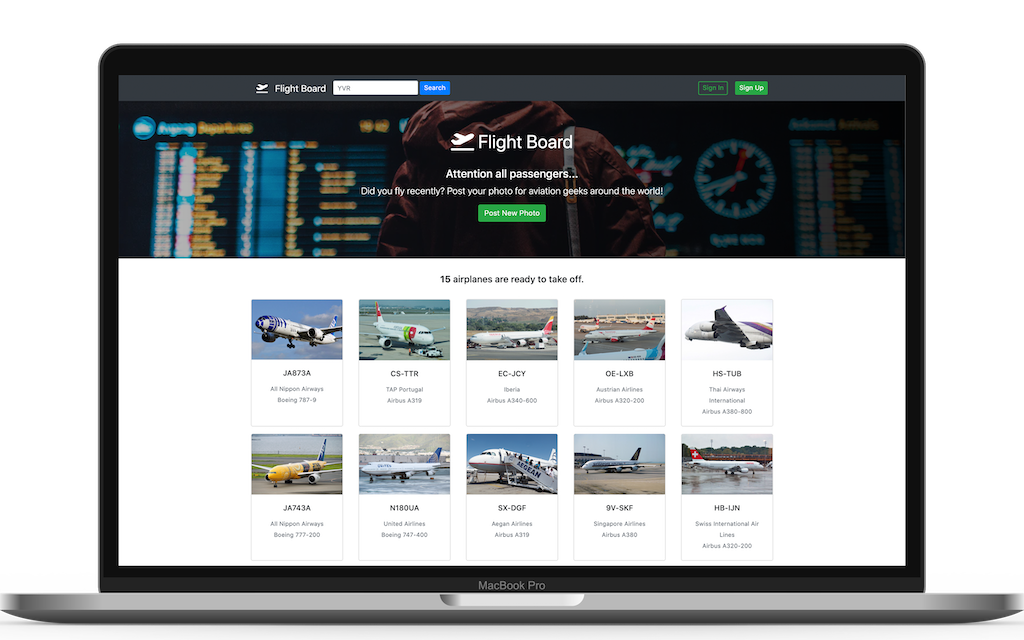 Flight Board
YVR
Search
Sign In
Sign Up
Flight Board
Attention all passengers...
Did you fly recently? Post your photo for aviation geeks around the world!
Post New Photo
15 airplanes are ready to take off.
JA873A
All Nippon Airways
Boeing 787-9
CS-TTR
TAP Portugal
Airbus A319
EC-JCY
Iberia
Airbus A340-600
OE-LXB
Austrian Airlines
Airbus A320-200
HS-TUB
Thai Airways
International
Airbus A380-800
JA743A
All Nippon Airways
Boeing 777-200
N180UA
United Airlines
Boeing 747-400
AEGEAN
SX-DGF
Aegan Airlines
Airbus A319
9V-SKF
Singapore Airlines
Airbus A380
HB-IJN
Swiss International Air
Lines
Airbus A320-200
MacBook Pro